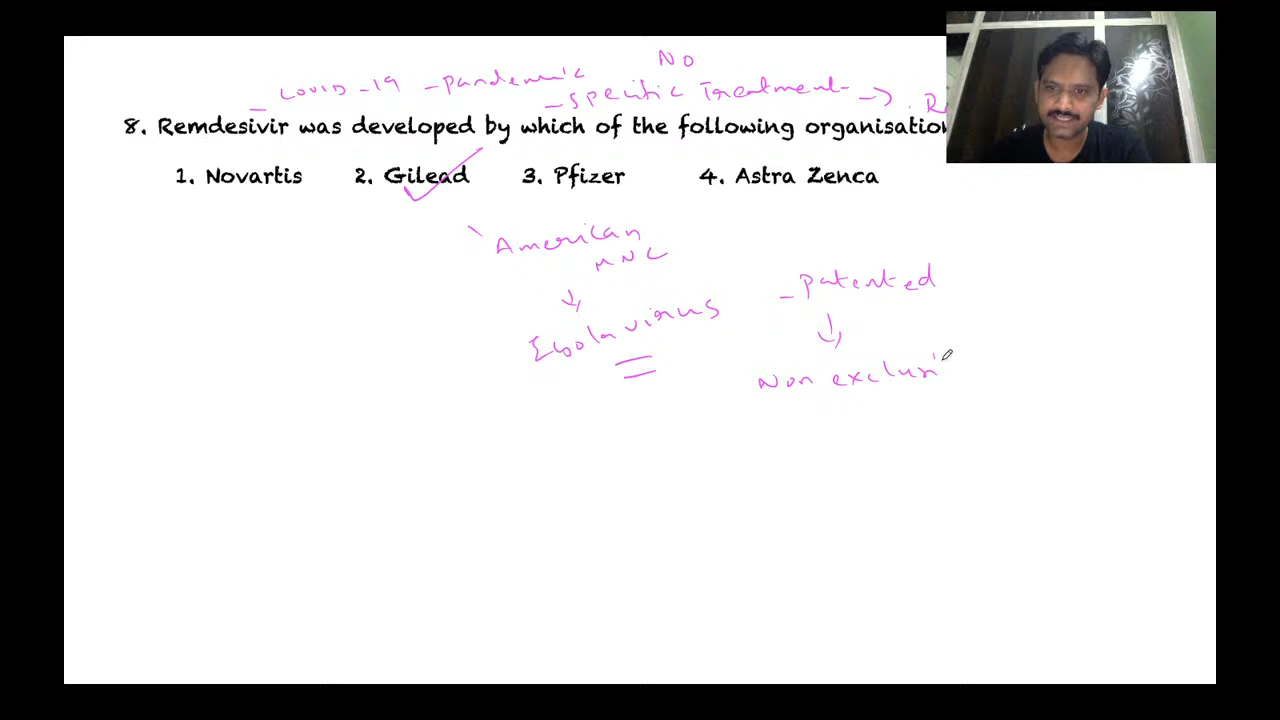 NO
- COVID -19 - pandemic - specific Treatment -> . R
8. Remdesivir was developed by which of the following organisation
1. Novartis 2. Gilead 3. Pfizer 4. Astra Zenca
American
MNC
Ebola virus
- Patented
Non exclusi